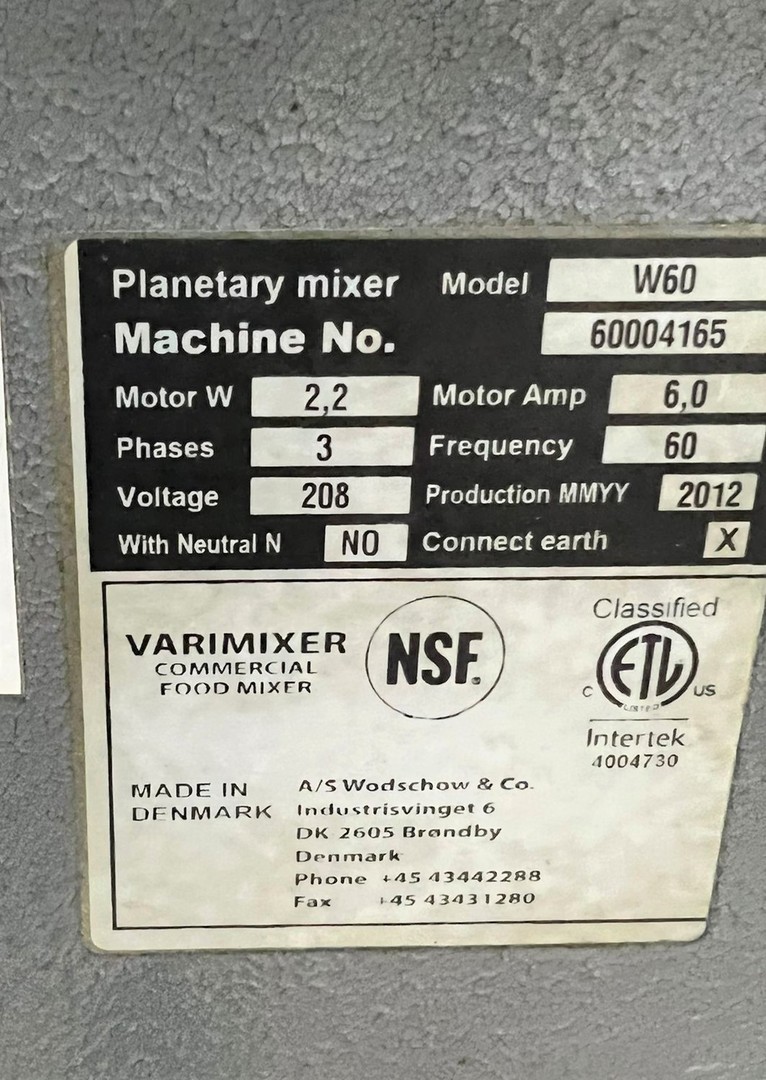 Planetary mixer Model W60
Machine No. 60004165
Motor W 2,2 Motor Amp 6,0
Phases 3 Frequency 60
Voltage 208 Production MMYY 2012
With Neutral N NO Connect earth X
VARIMIXER
COMMERCIAL
FOOD MIXER
NSF.
Classified
C ETL US
LISTED
Intertek
4004730
MADE IN
DENMARK
A/S Wodschow & Co.
Industrisvinget 6
DK 2605 Brøndby
Denmark
Phone +45 43442288
Fax +45 43431280